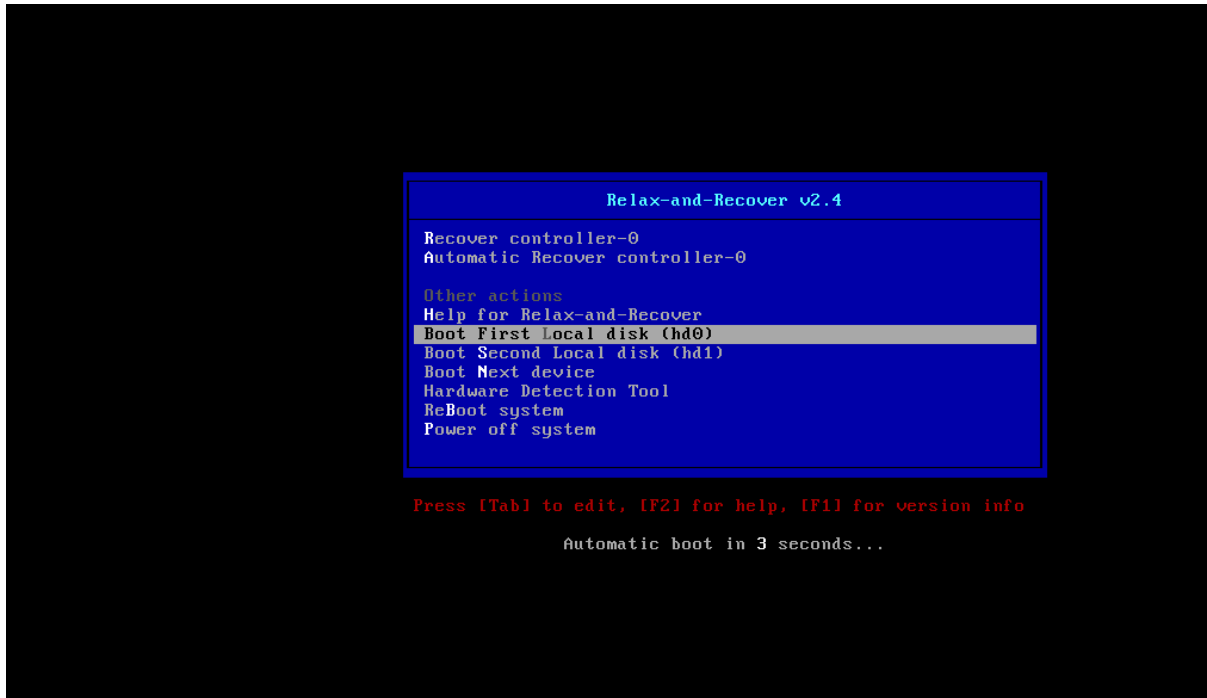 Relax-and-Recover v2.4
Recover controller-0
Automatic Recover controller-0
Other actions
Help for Relax-and-Recover
Boot First Local disk (hd0)
Boot Second Local disk (hd1)
Boot Next device
Hardware Detection Tool
ReBoot system
Power off system
Press [Tab] to edit, [F2] for help, [F1] for version info
Automatic boot in 3 seconds...